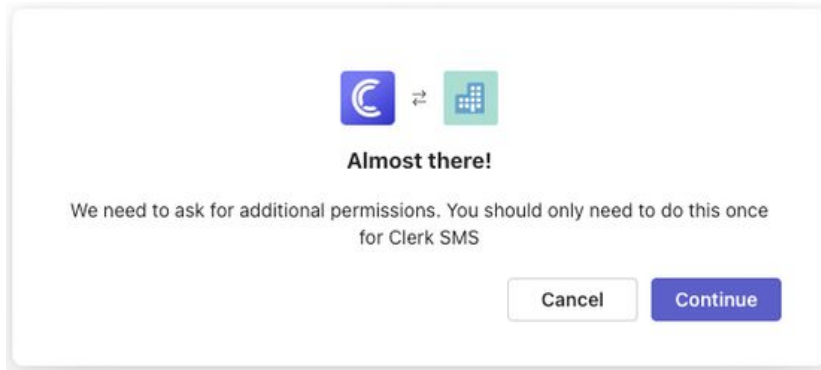 Almost there!
We need to ask for additional permissions. You should only need to do this once
for Clerk SMS
Cancel
Continue